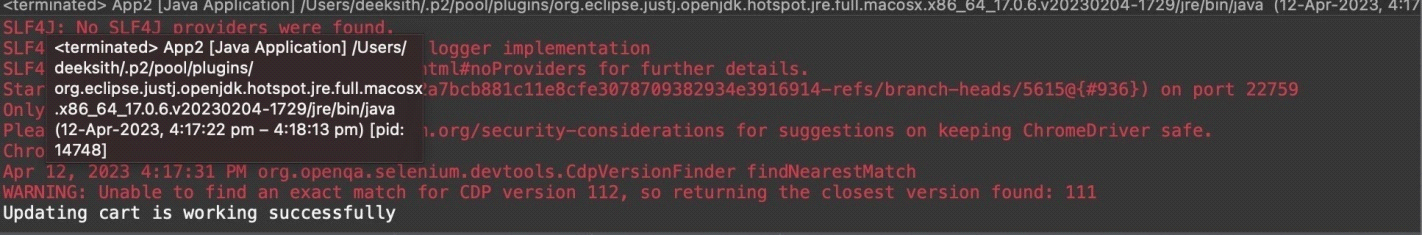 <terminated> App2 [Java Application] /Users/deeksith/.p2/pool/plugins/org.eclipse.justj.openjdk.hotspot.jre.full.macosx.x86_64_17.0.6.v20230204-1729/jre/bin/java (12-Apr-2023, 4:17
SLF4J: No SLF4J providers were found.
SLF4 logger implementation
SLF4 tml#noProviders for further details.
Star 2a7bcb881c11e8cfe3078709382934e3916914-refs/branch-heads/5615@{#936}) on port 22759
Only
Plea .org/security-considerations for suggestions on keeping ChromeDriver safe.
Chro
<terminated> App2 [Java Application] /Users/
deeksith/.p2/pool/plugins/
org.eclipse.justj.openjdk.hotspot.jre.full.macosx
.x86_64_17.0.6.v20230204-1729/jre/bin/java
(12-Apr-2023, 4:17:22 pm – 4:18:13 pm) [pid:
14748]
Apr 12, 2023 4:17:31 PM org.openqa.selenium.devtools.CdpVersionFinder findNearestMatch
WARNING: Unable to find an exact match for CDP version 112, so returning the closest version found: 111
Updating cart is working successfully